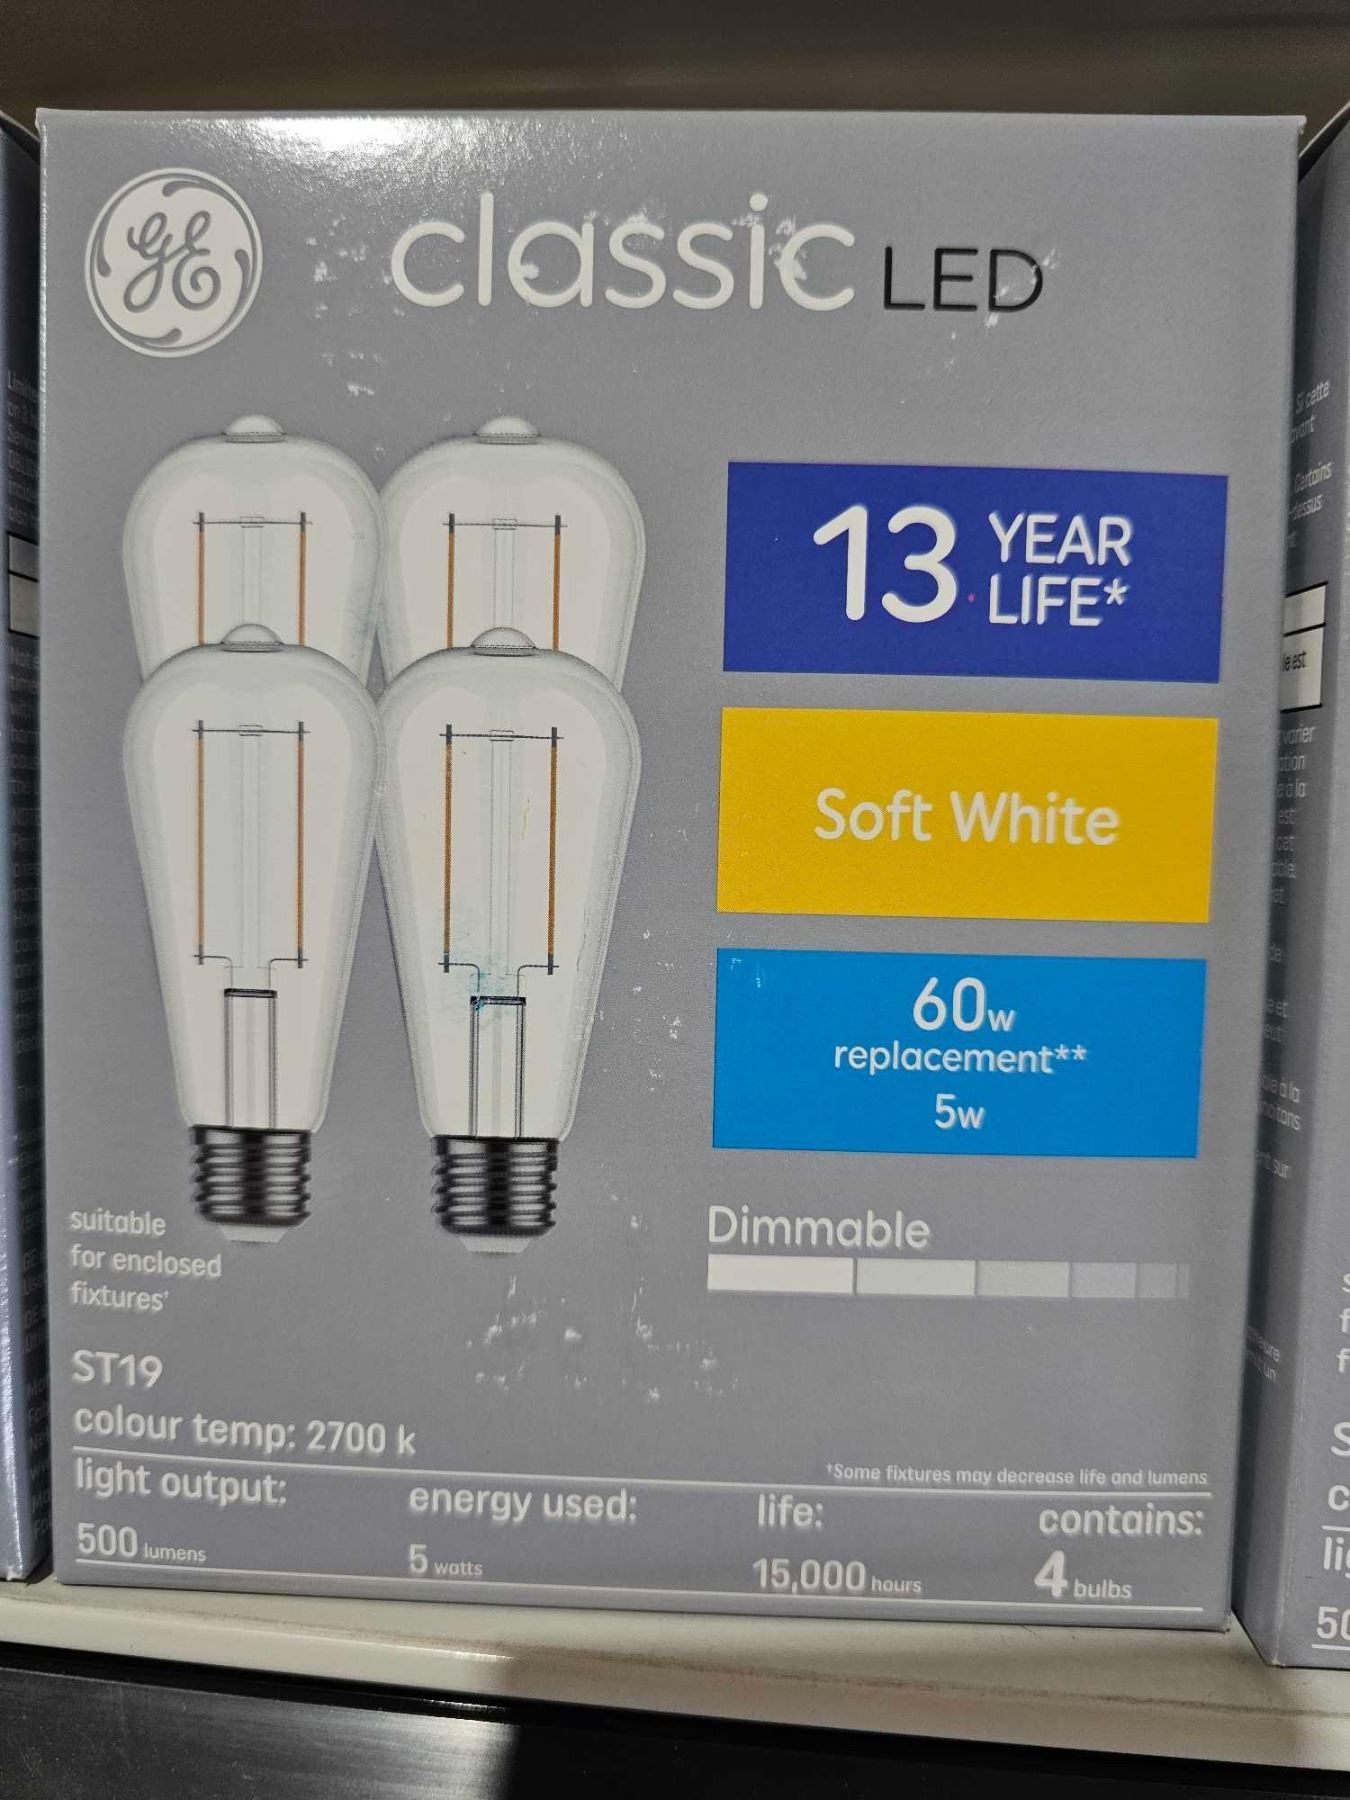 GE
classic LED
13 YEAR
LIFE*
Soft White
60w
replacement**
5w
Dimmable
suitable
for enclosed
fixtures†
ST19
colour temp: 2700 k
†Some fixtures may decrease life and lumens
light output:
500 lumens
energy used:
5 watts
life:
15,000 hours
contains:
4 bulbs